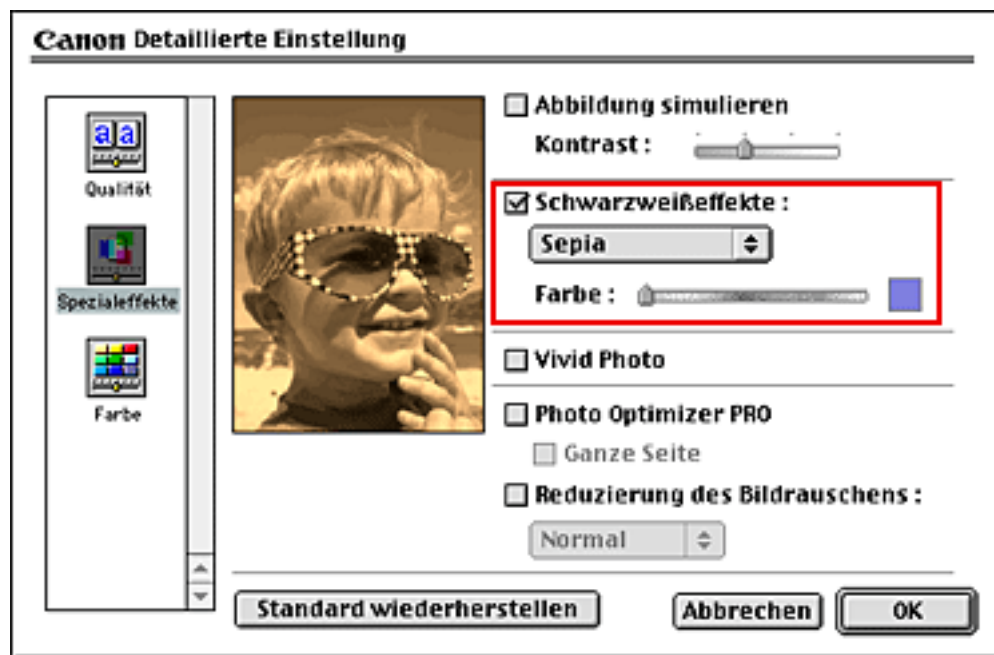 Canon Detaillierte Einstellung
a a
Qualität
Spezialeffekte
Farbe
Abbildung simulieren
Kontrast :
Schwarzweißeffekte :
Sepia
Farbe :
Vivid Photo
Photo Optimizer PRO
Ganze Seite
Reduzierung des Bildrauschens :
Normal
Standard wiederherstellen
Abbrechen
OK